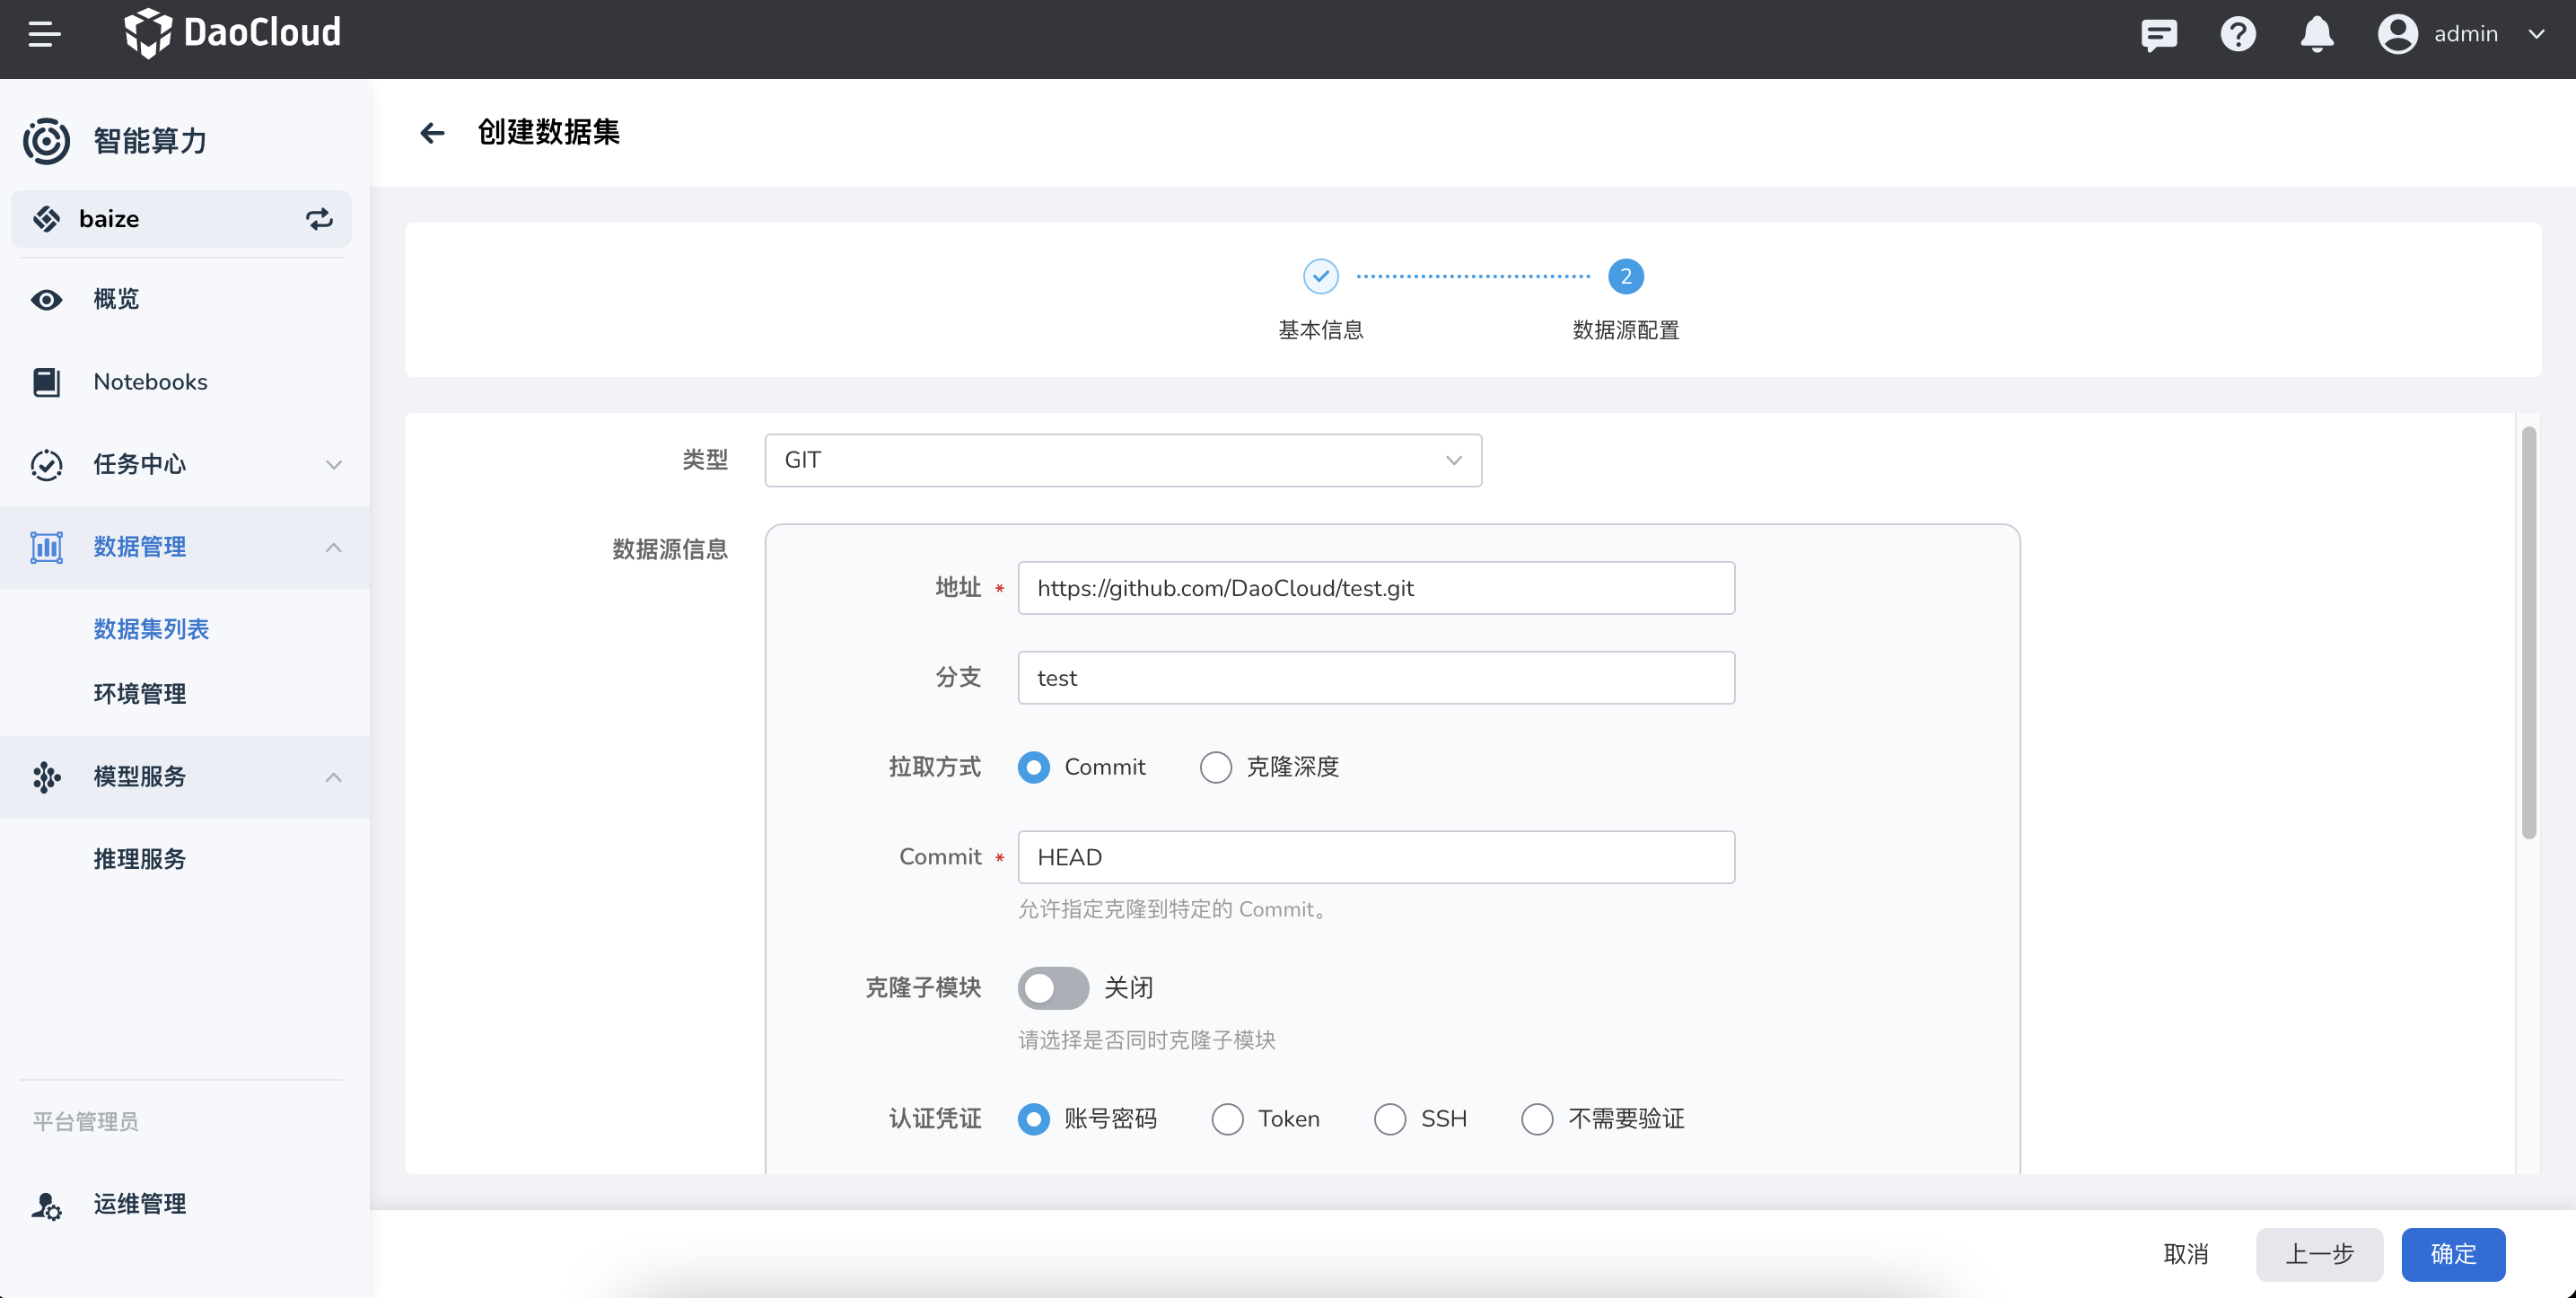 DaoCloud
admin
智能算力
baize
概览
Notebooks
任务中心
数据管理
数据集列表
环境管理
模型服务
推理服务
平台管理员
运维管理
创建数据集
2
基本信息
数据源配置
类型
GIT
数据源信息
地址 *
https://github.com/DaoCloud/test.git
分支
test
拉取方式
Commit
克隆深度
Commit *
HEAD
允许指定克隆到特定的 Commit。
克隆子模块
关闭
请选择是否同时克隆子模块
认证凭证
账号密码
Token
SSH
不需要验证
取消
上一步
确定